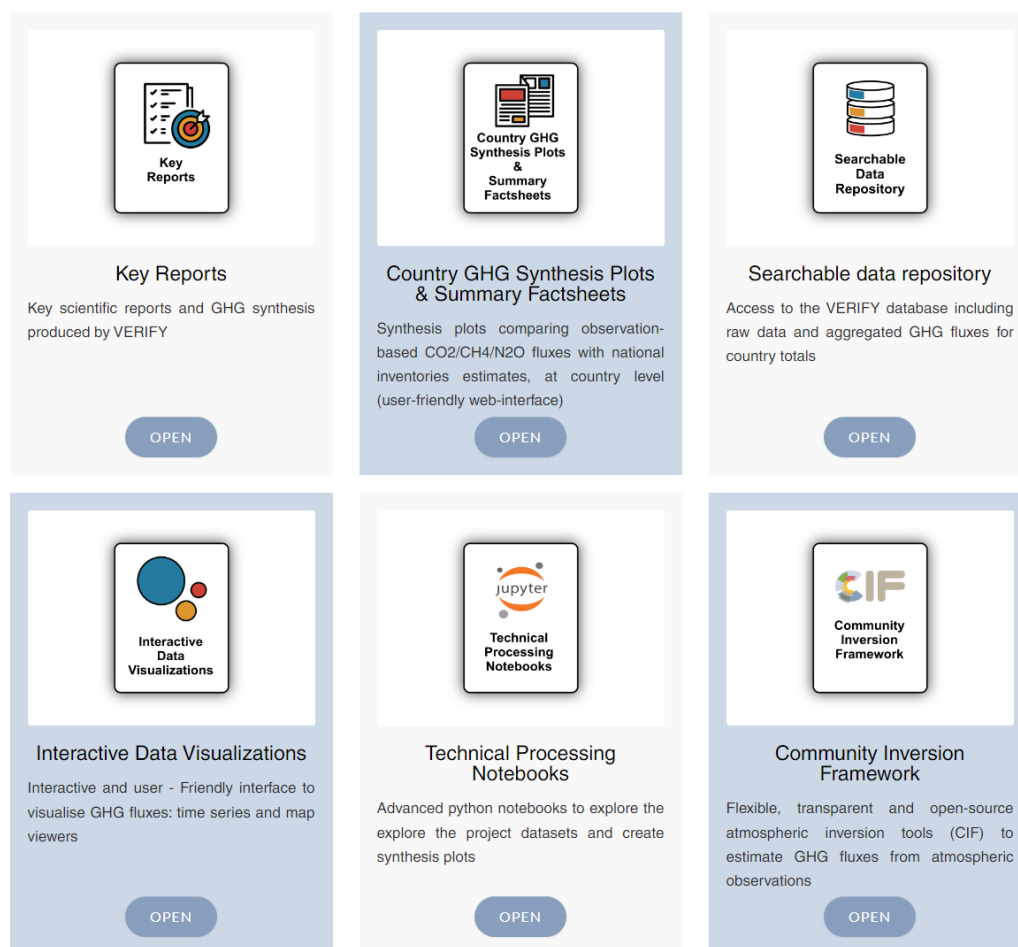 Key
Reports
Key Reports
Key scientific reports and GHG synthesis
produced by VERIFY
OPEN
Country GHG
Synthesis Plots
&
Summary
Factsheets
Country GHG Synthesis Plots
& Summary Factsheets
Synthesis plots comparing observation-
based CO2/CH4/N2O fluxes with national
inventories estimates, at country level
(user-friendly web-interface)
OPEN
Searchable
Data
Repository
Searchable data repository
Access to the VERIFY database including
raw data and aggregated GHG fluxes for
country totals
OPEN
Interactive
Data
Visualizations
Interactive Data Visualizations
Interactive and user - Friendly interface to
visualise GHG fluxes: time series and map
viewers
OPEN
jupyter
Technical
Processing
Notebooks
Technical Processing
Notebooks
Advanced python notebooks to explore the
explore the project datasets and create
synthesis plots
OPEN
CIF
Community
Inversion
Framework
Community Inversion
Framework
Flexible, transparent and open-source
atmospheric inversion tools (CIF) to
estimate GHG fluxes from atmospheric
observations
OPEN